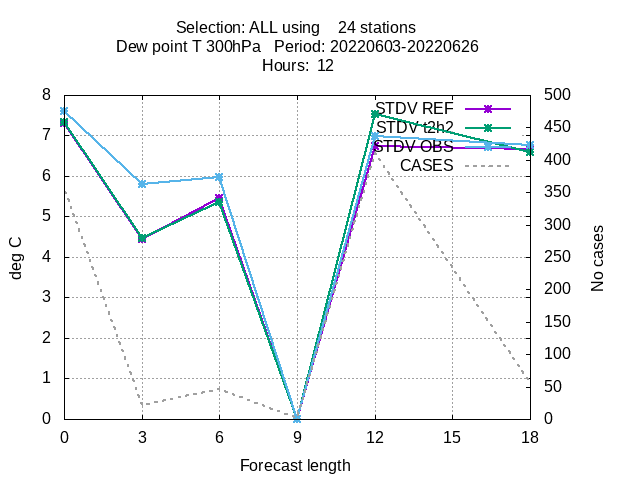 Selection: ALL using    24 stations
Dew point T 300hPa   Period: 20220603-20220626
Hours: 12
STDV REF
STDV t2h2
STDV OBS
CASES
deg C
No cases
8
7
6
5
4
3
2
1
0
500
450
400
350
300
250
200
150
100
50
0
0 3 6 9 12 15 18
Forecast length